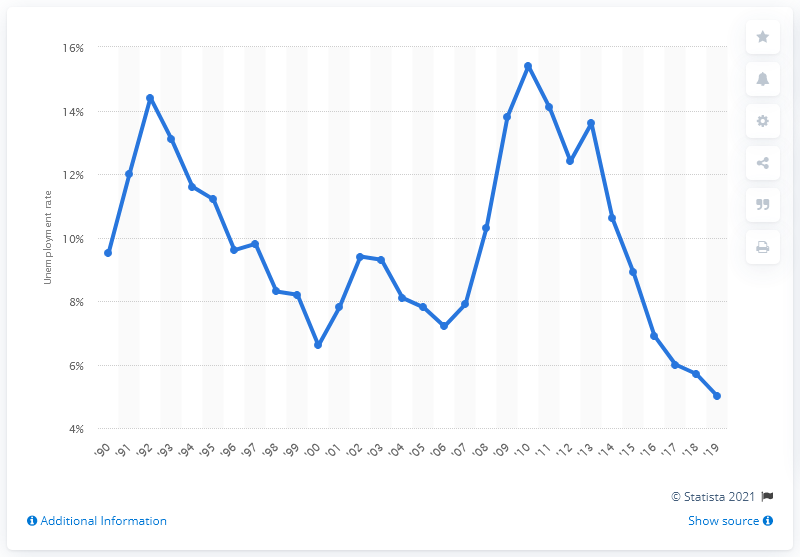 16%
14%
12%
10%
8%
6%
4%
Unemployment rate
'90 '91 '92 '93 '94 '95 '96 '97 '98 '99 '00 '01 '02 '03 '04 '05 '06 '07 '08 '09 '10 '11 '12 '13 '14 '15 '16 '17 '18 '19
© Statista 2021
Additional Information
Show source